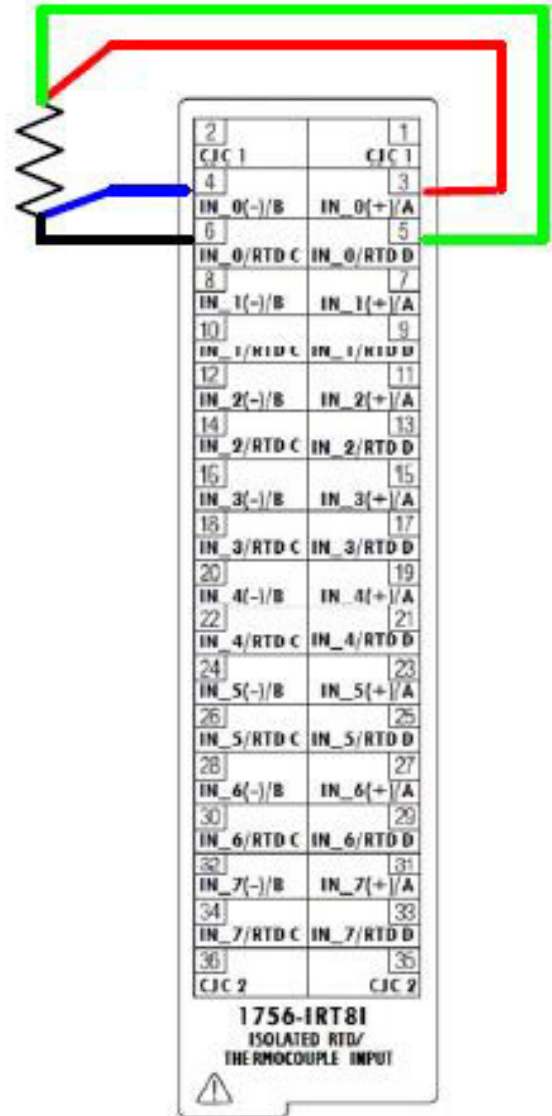 2 1
CJC 1 CJC 1
4 3
IN_0(-)/B IN_0(+)/A
6 5
IN_0/RTD C IN_0/RTD D
8 7
IN_1(-)/B IN_1(+)/A
10 9
IN_1/RTD C IN_1/RTD D
12 11
IN_2(-)/B IN_2(+)/A
14 13
IN_2/RTD C IN_2/RTD D
16 15
IN_3(-)/B IN_3(+)/A
18 17
IN_3/RTD C IN_3/RTD D
20 19
IN_4(-)/B IN_4(+)/A
22 21
IN_4/RTD C IN_4/RTD D
24 23
IN_5(-)/B IN_5(+)/A
26 25
IN_5/RTD C IN_5/RTD D
28 27
IN_6(-)/B IN_6(+)/A
30 29
IN_6/RTD C IN_6/RTD D
32 31
IN_7(-)/B IN_7(+)/A
34 33
IN_7/RTD C IN_7/RTD D
36 35
CJC 2 CJC 2
1756-IRT8I
ISOLATED RTD/
THERMOCOUPLE INPUT